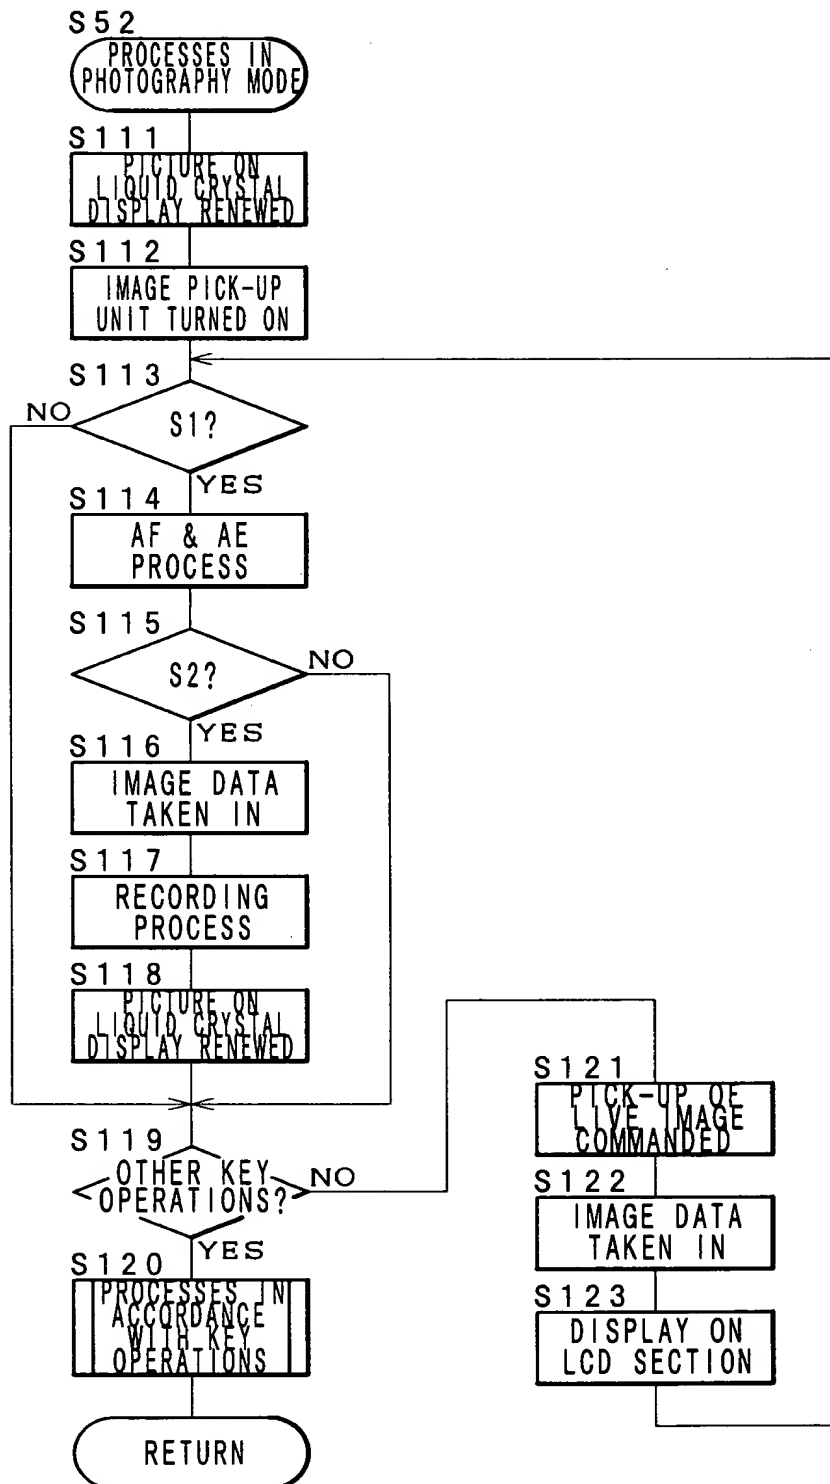 S52
PROCESSES IN
PHOTOGRAPHY MODE
S111
PICTURE ON
LIQUID CRYSTAL
DISPLAY RENEWED
S112
IMAGE PICK-UP
UNIT TURNED ON
S113
NO
S1?
YES
S114
AF & AE
PROCESS
S115
S2?
NO
YES
S116
IMAGE DATA
TAKEN IN
S117
RECORDING
PROCESS
S118
PICTURE ON
LIQUID CRYSTAL
DISPLAY RENEWED
S119
OTHER KEY
OPERATIONS?
NO
YES
S120
PROCESSES IN
ACCORDANCE
WITH KEY
OPERATIONS
RETURN
S121
PICK-UP OF
LIVE IMAGE
COMMANDED
S122
IMAGE DATA
TAKEN IN
S123
DISPLAY ON
LCD SECTION